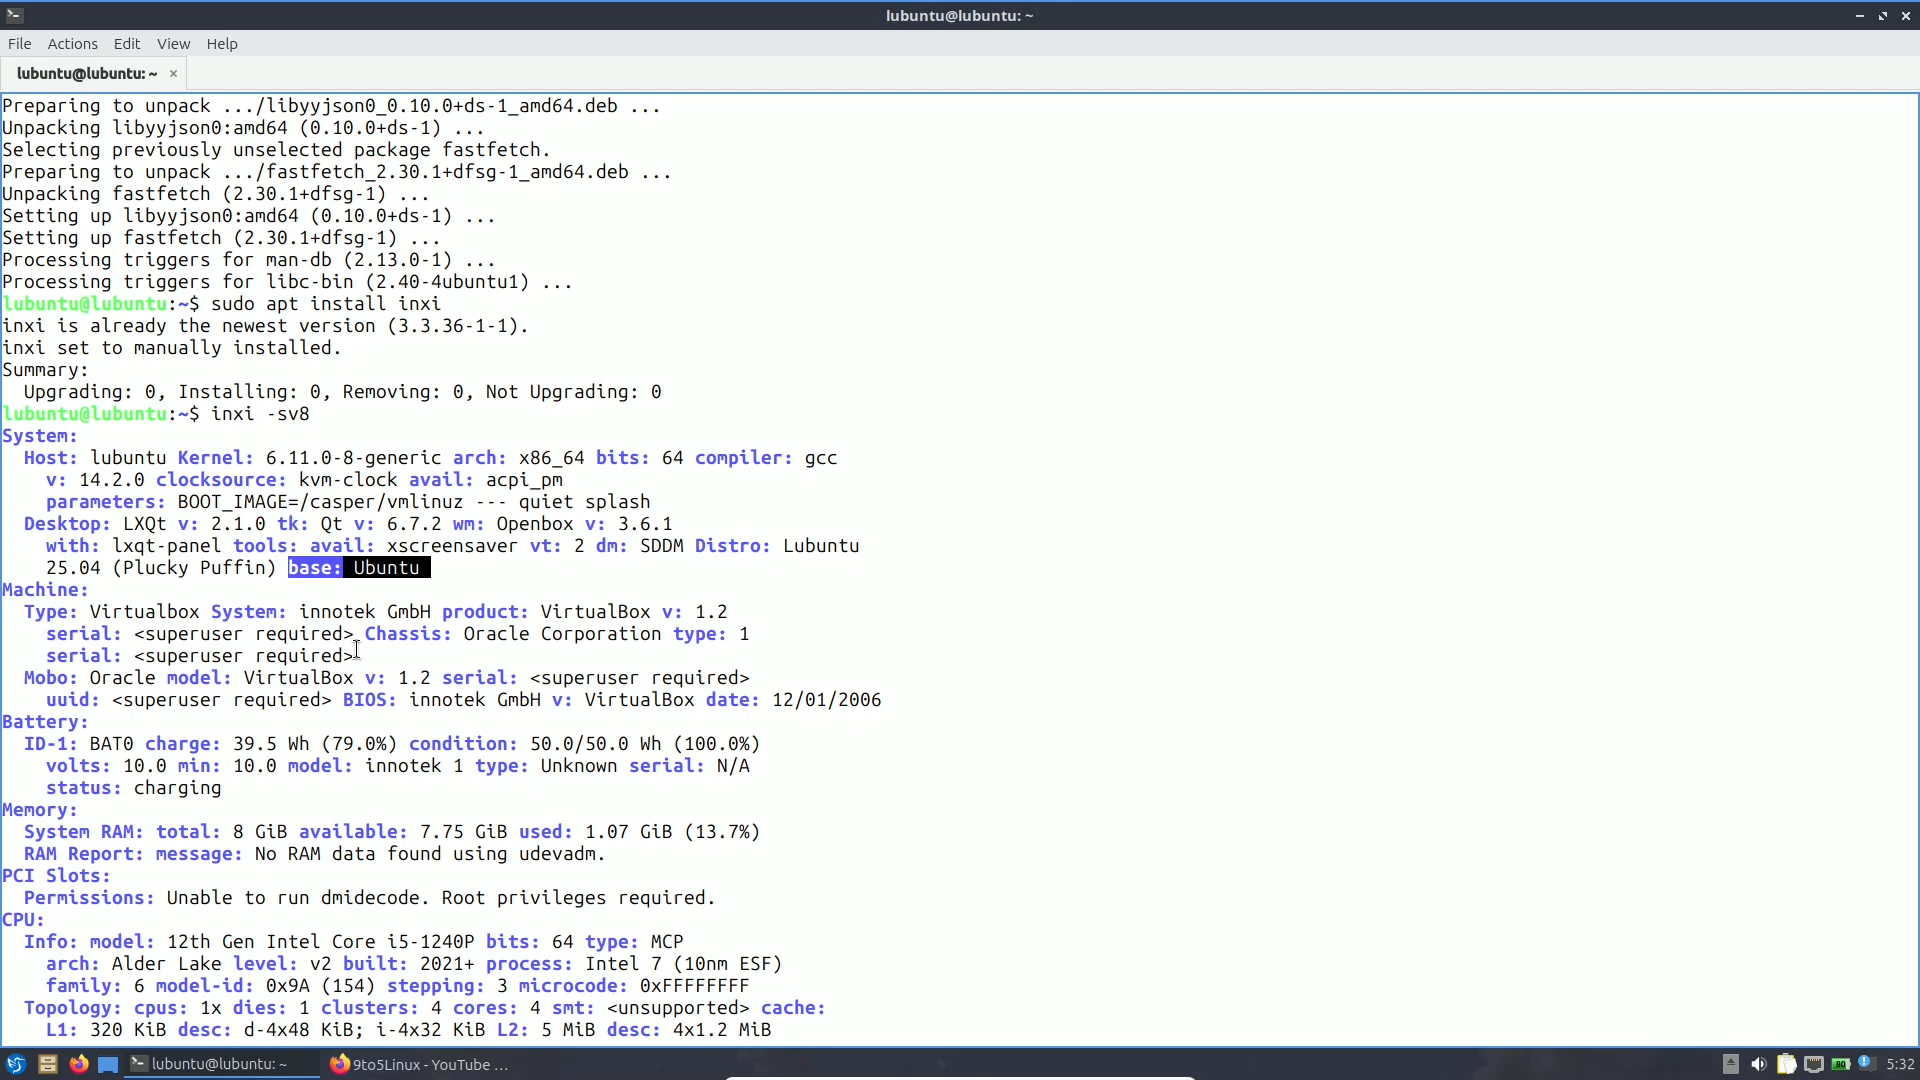 lubuntu@lubuntu: ~
File Actions Edit View Help
lubuntu@lubuntu: ~ ×
Preparing to unpack .../libyyjson0_0.10.0+ds-1_amd64.deb ...
Unpacking libyyjson0:amd64 (0.10.0+ds-1) ...
Selecting previously unselected package fastfetch.
Preparing to unpack .../fastfetch_2.30.1+dfsg-1_amd64.deb ...
Unpacking fastfetch (2.30.1+dfsg-1) ...
Setting up libyyjson0:amd64 (0.10.0+ds-1) ...
Setting up fastfetch (2.30.1+dfsg-1) ...
Processing triggers for man-db (2.13.0-1) ...
Processing triggers for libc-bin (2.40-4ubuntu1) ...
lubuntu@lubuntu:~$ sudo apt install inxi
inxi is already the newest version (3.3.36-1-1).
inxi set to manually installed.
Summary:
  Upgrading: 0, Installing: 0, Removing: 0, Not Upgrading: 0
lubuntu@lubuntu:~$ inxi -sv8
System:
  Host: lubuntu Kernel: 6.11.0-8-generic arch: x86_64 bits: 64 compiler: gcc
    v: 14.2.0 clocksource: kvm-clock avail: acpi_pm
    parameters: BOOT_IMAGE=/casper/vmlinuz --- quiet splash
  Desktop: LXQt v: 2.1.0 tk: Qt v: 6.7.2 wm: Openbox v: 3.6.1
    with: lxqt-panel tools: avail: xscreensaver vt: 2 dm: SDDM Distro: Lubuntu
    25.04 (Plucky Puffin) base: Ubuntu
Machine:
  Type: Virtualbox System: innotek GmbH product: VirtualBox v: 1.2
    serial: <superuser required> Chassis: Oracle Corporation type: 1
    serial: <superuser required>
  Mobo: Oracle model: VirtualBox v: 1.2 serial: <superuser required>
    uuid: <superuser required> BIOS: innotek GmbH v: VirtualBox date: 12/01/2006
Battery:
  ID-1: BAT0 charge: 39.5 Wh (79.0%) condition: 50.0/50.0 Wh (100.0%)
    volts: 10.0 min: 10.0 model: innotek 1 type: Unknown serial: N/A
    status: charging
Memory:
  System RAM: total: 8 GiB available: 7.75 GiB used: 1.07 GiB (13.7%)
  RAM Report: message: No RAM data found using udevadm.
PCI Slots:
  Permissions: Unable to run dmidecode. Root privileges required.
CPU:
  Info: model: 12th Gen Intel Core i5-1240P bits: 64 type: MCP
    arch: Alder Lake level: v2 built: 2021+ process: Intel 7 (10nm ESF)
    family: 6 model-id: 0x9A (154) stepping: 3 microcode: 0xFFFFFFFF
  Topology: cpus: 1x dies: 1 clusters: 4 cores: 4 smt: <unsupported> cache:
    L1: 320 KiB desc: d-4x48 KiB; i-4x32 KiB L2: 5 MiB desc: 4x1.2 MiB
lubuntu@lubuntu: ~ 9to5Linux - YouTube ... 80 5:32